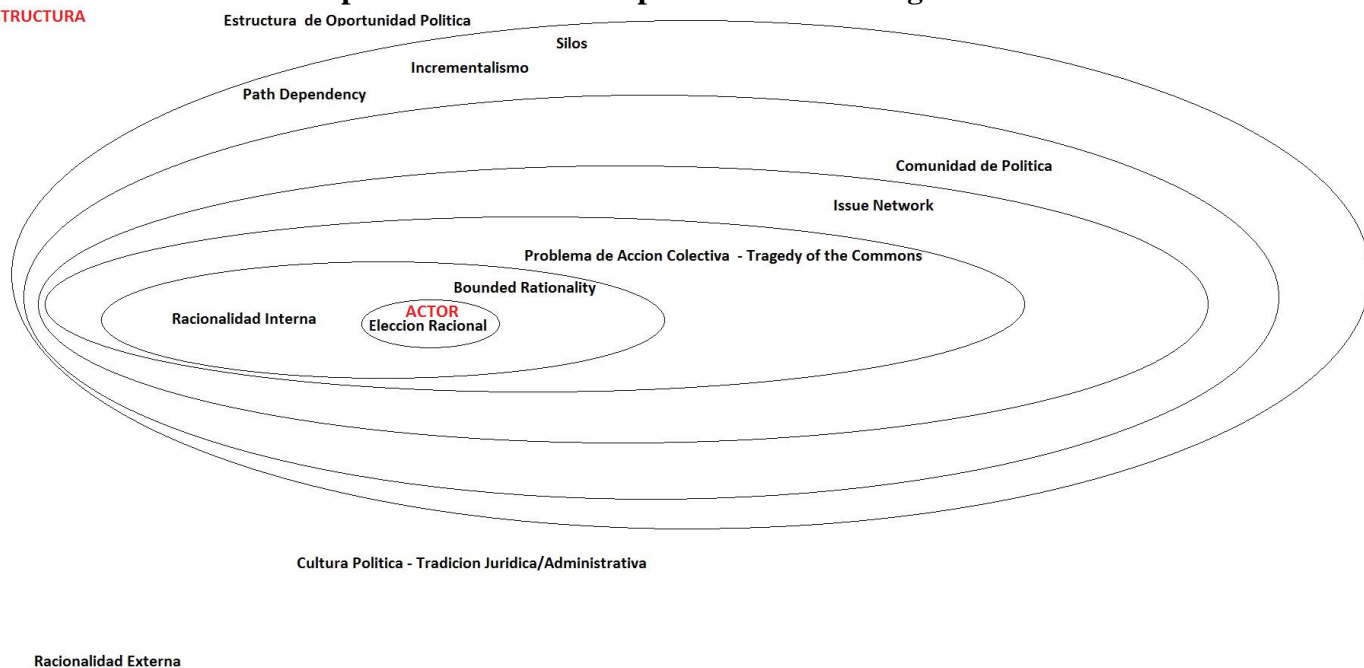 TRUCTURA
Estructura de Oportunidad Politica
Silos
Incrementalismo
Path Dependency
Comunidad de Politica
Issue Network
Problema de Accion Colectiva - Tragedy of the Commons
Bounded Rationality
ACTOR
Racionalidad Interna
Eleccion Racional
Cultura Politica - Tradicion Juridica/Administrativa
Racionalidad Externa